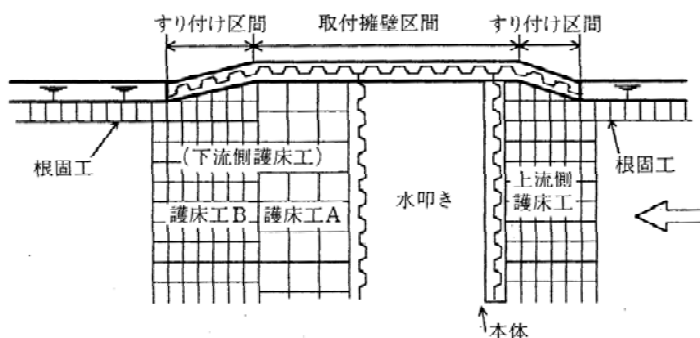 すり付け区間
取付擁壁区間
すり付け区間
根固工
(下流側護床工)
護床工B
護床工A
水叩き
上流側
護床工
根固工
本体